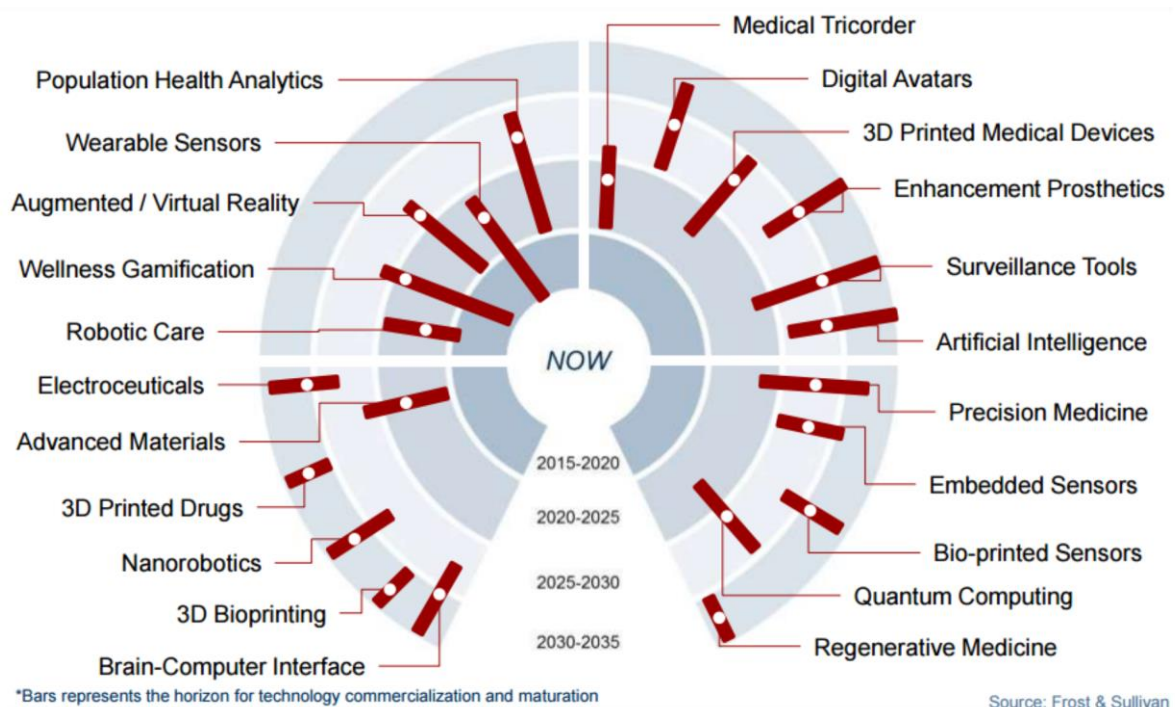 Medical Tricorder
Population Health Analytics
Digital Avatars
Wearable Sensors
3D Printed Medical Devices
Augmented / Virtual Reality
Enhancement Prosthetics
Wellness Gamification
Surveillance Tools
Robotic Care
Artificial Intelligence
NOW
Electroceuticals
Precision Medicine
Advanced Materials
2015-2020
Embedded Sensors
3D Printed Drugs
2020-2025
Nanorobotics
Bio-printed Sensors
2025-2030
Quantum Computing
3D Bioprinting
2030-2035
Regenerative Medicine
Brain-Computer Interface
*Bars represents the horizon for technology commercialization and maturation
Source: Frost & Sullivan